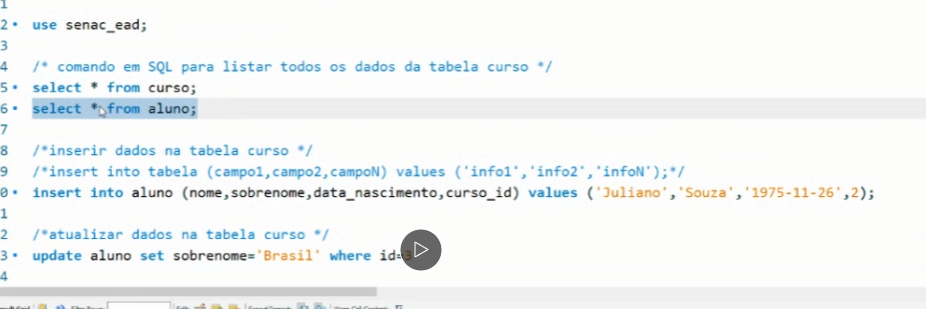 1
2 use senac_ead;
3
4 /* comando em SQL para listar todos os dados da tabela curso */
5 select * from curso;
6 select * from aluno;
7
8 /*inserir dados na tabela curso */
9 /*insert into tabela (campo1,campo2,campoN) values ('info1','info2','infoN');*/
0 insert into aluno (nome,sobrenome,data_nascimento,curso_id) values ('Juliano','Souza','1975-11-26',2);
1
2 /*atualizar dados na tabela curso */
3 update aluno set sobrenome='Brasil' where id=
4